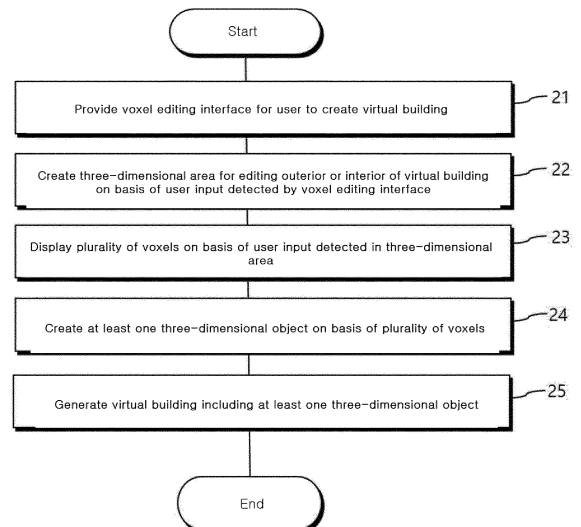 Start
Provide voxel editing interface for user to create virtual building
21
Create three-dimensional area for editing outerior or interior of virtual building
on basis of user input detected by voxel editing interface
22
Display plurality of voxels on basis of user input detected in three-dimensional
area
23
Create at least one three-dimensional object on basis of plurality of voxels
24
Generate virtual building including at least one three-dimensional object
25
End